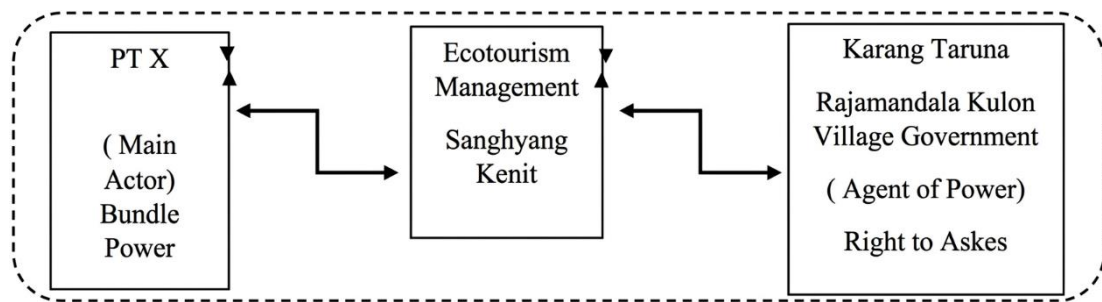 PT X
( Main
Actor)
Bundle
Power
Ecotourism
Management
Sanghyang
Kenit
Karang Taruna
Rajamandala Kulon
Village Government
( Agent of Power)
Right to Askes